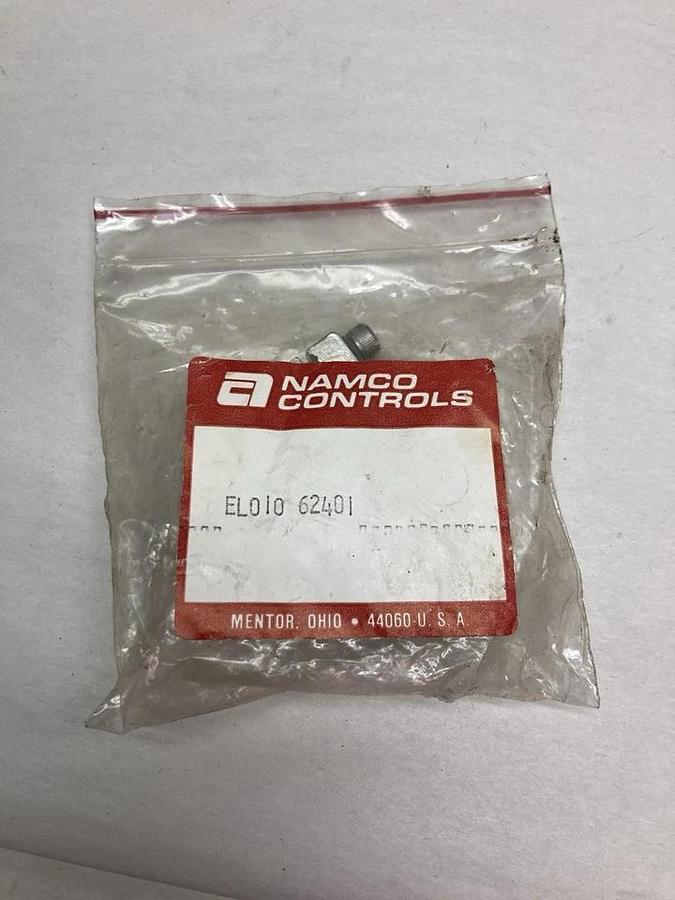 NAMCO
CONTROLS
EL010 62401
MENTOR, OHIO • 44060 U.S.A